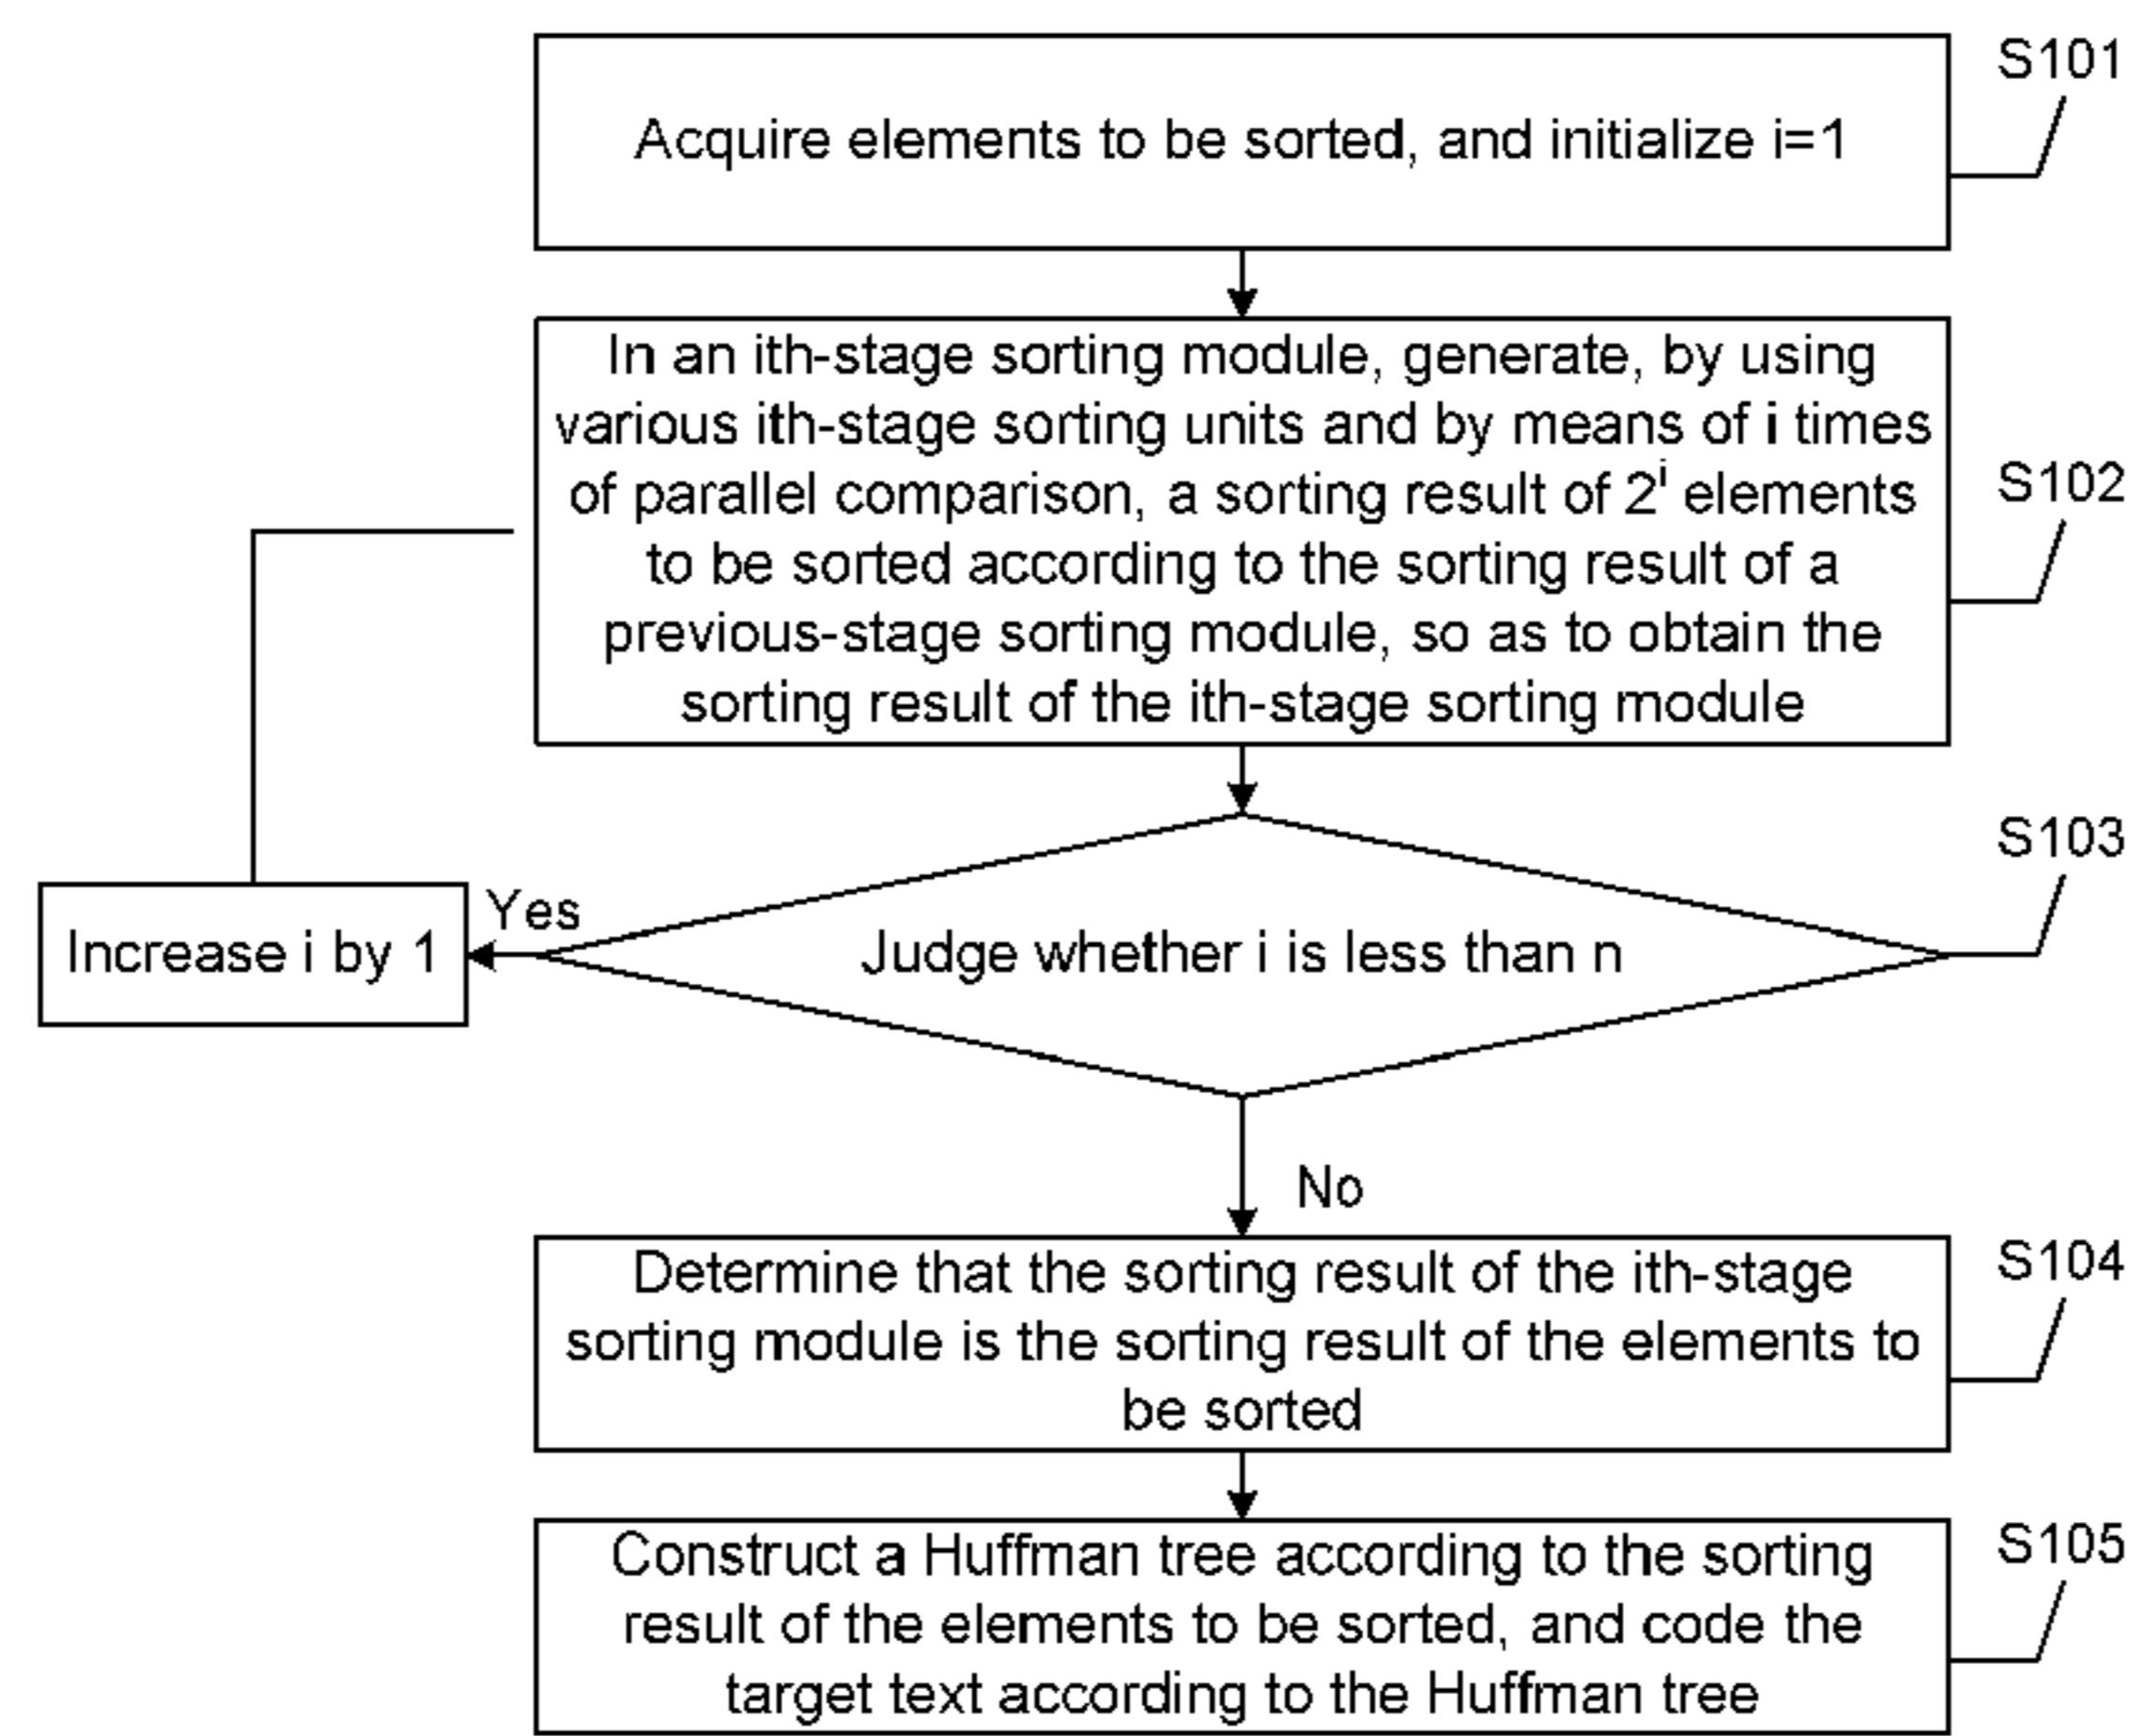 S101
Acquire elements to be sorted, and initialize i=1
In an ith-stage sorting module, generate, by using
various ith-stage sorting units and by means of i times
of parallel comparison, a sorting result of 2^i elements
to be sorted according to the sorting result of a
previous-stage sorting module, so as to obtain the
sorting result of the ith-stage sorting module
S102
S103
Yes
Increase i by 1
Judge whether i is less than n
No
Determine that the sorting result of the ith-stage
sorting module is the sorting result of the elements to
be sorted
S104
Construct a Huffman tree according to the sorting
result of the elements to be sorted, and code the
target text according to the Huffman tree
S105